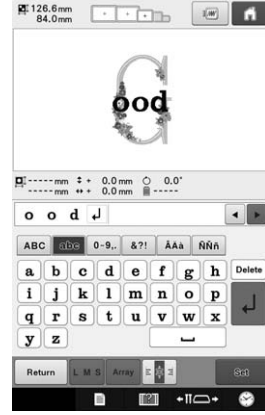 126.6mm
84.0mm
G
ood
-----mm + 0.0mm 0.0°
-----mm + 0.0mm -----
o o d
ABC abc 0-9,. &?! ÄAà ÑÑñ
a b c d e f g h Delete
i j k l m n o p
q r s t u v w x
y z
Return L M S Array Set